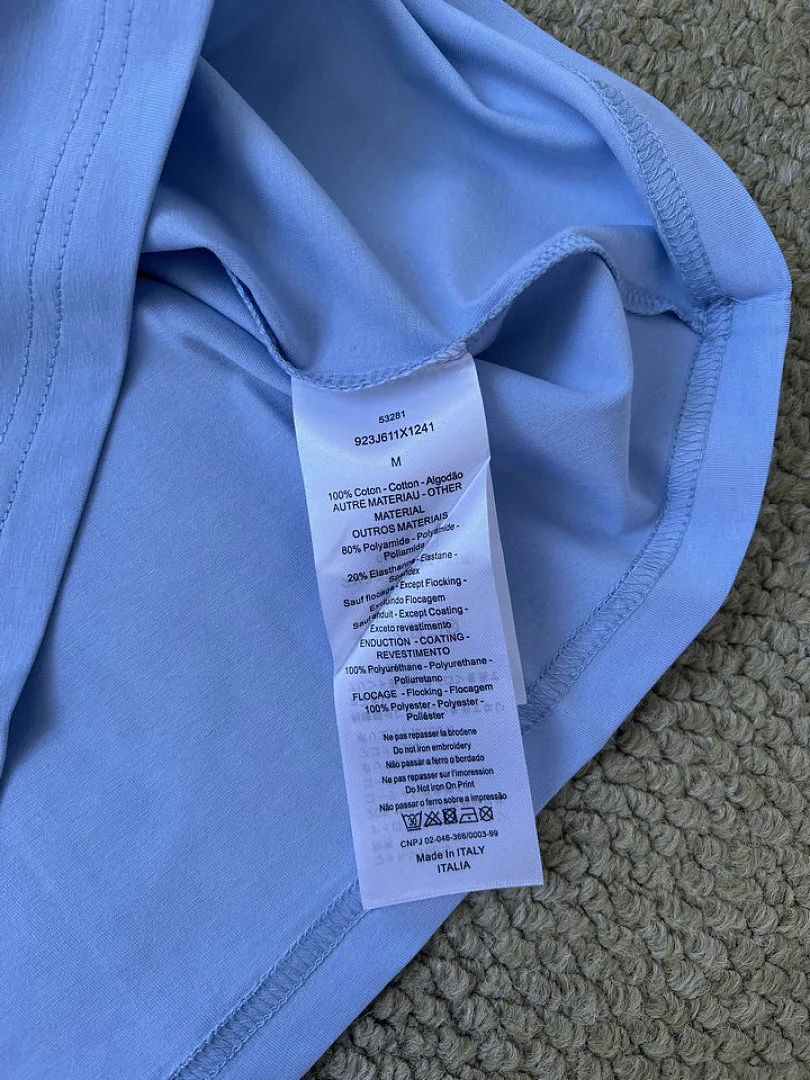 53281
923J611X1241
M
100% Coton - Cotton - Algodão
AUTRE MATERIAU - OTHER
MATERIAL
OUTROS MATERIAIS
80% Polyamide - Polyamide -
Poliamida
20% Elasthanne - Elastane -
Spandex
Sauf flocage - Except Flocking -
Excluindo Flocagem
Sauf enduit - Except Coating -
Exceto revestimento
ENDUCTION - COATING -
REVESTIMENTO
100% Polyuréthane - Polyurethane -
Poliuretano
FLOCAGE - Flocking - Flocagem
100% Polyester - Polyester -
Poliéster
Ne pas repasser la broderie
Do not iron embroidery
Não passar a ferro o bordado
Ne pas repasser sur l'imoression
Do Not Iron On Print
Não passar o ferro sobre a impressão
30
CNPJ 02-046-366/0003-99
Made in ITALY
ITALIA